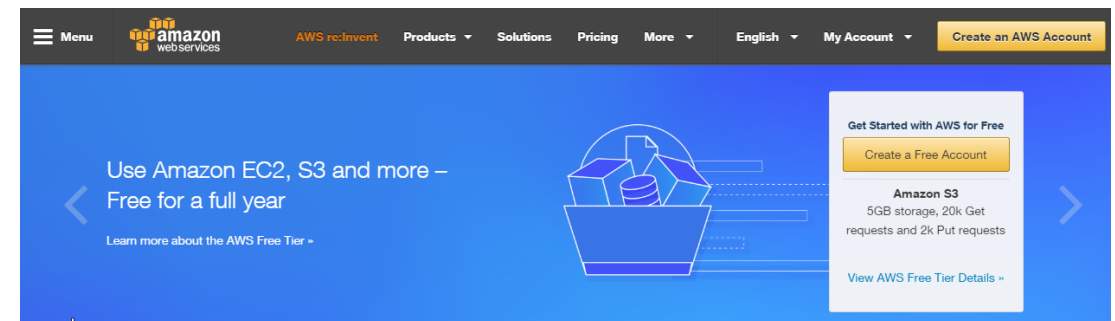 Menu
amazon
webservices
AWS re:Invent
Products
Solutions
Pricing
More
English
My Account
Create an AWS Account
Use Amazon EC2, S3 and more –
Free for a full year
Learn more about the AWS Free Tier »
Get Started with AWS for Free
Create a Free Account
Amazon S3
5GB storage, 20k Get
requests and 2k Put requests
View AWS Free Tier Details »